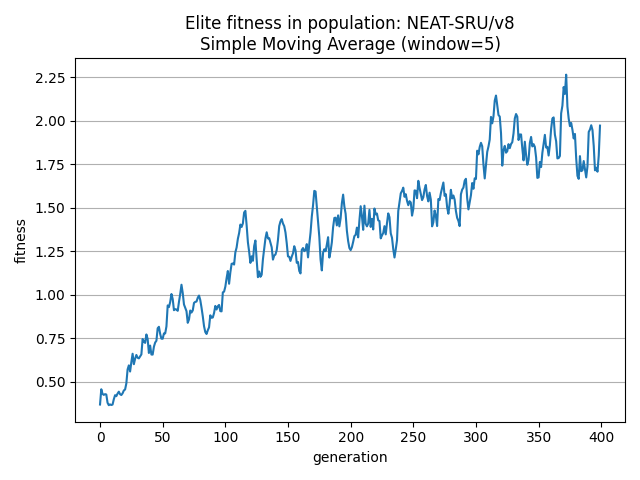 Elite fitness in population: NEAT-SRU/v8
Simple Moving Average (window=5)
fitness
2.25
2.00
1.75
1.50
1.25
1.00
0.75
0.50
0 50 100 150 200 250 300 350 400
generation